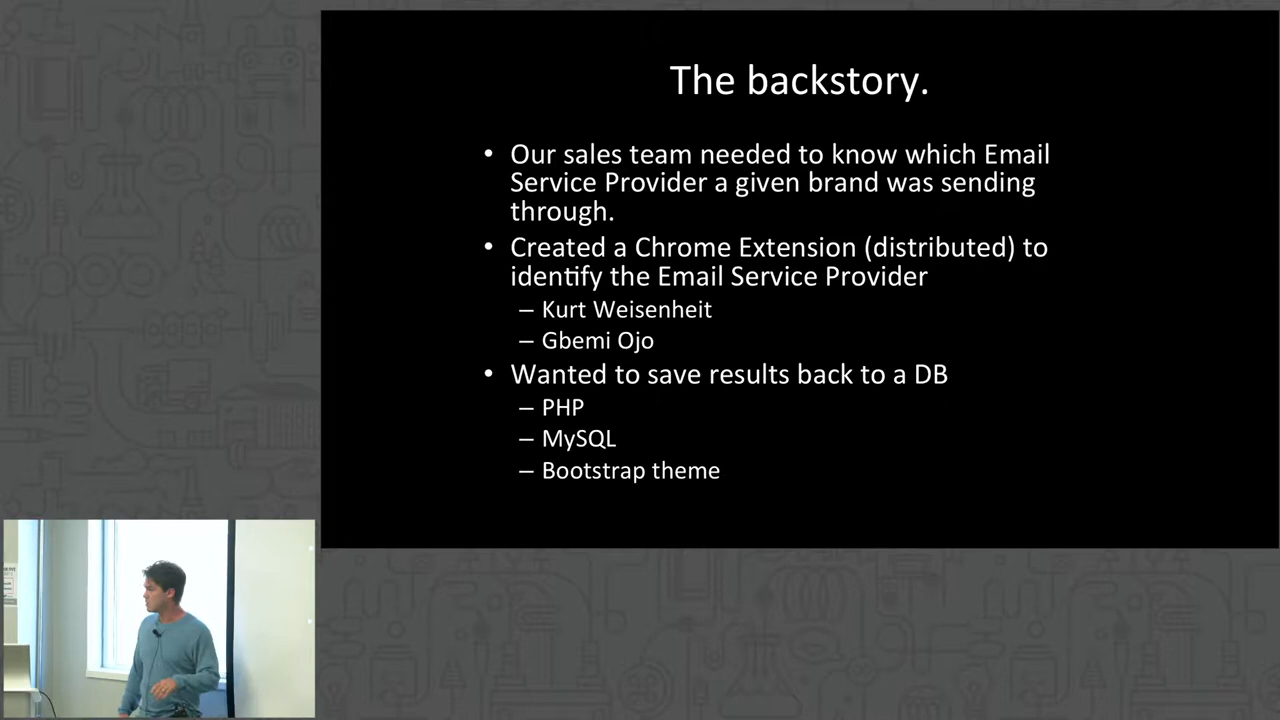 The backstory.
• Our sales team needed to know which Email
Service Provider a given brand was sending
through.
• Created a Chrome Extension (distributed) to
identify the Email Service Provider
– Kurt Weisenheit
– Gbemi Ojo
• Wanted to save results back to a DB
– PHP
– MySQL
– Bootstrap theme